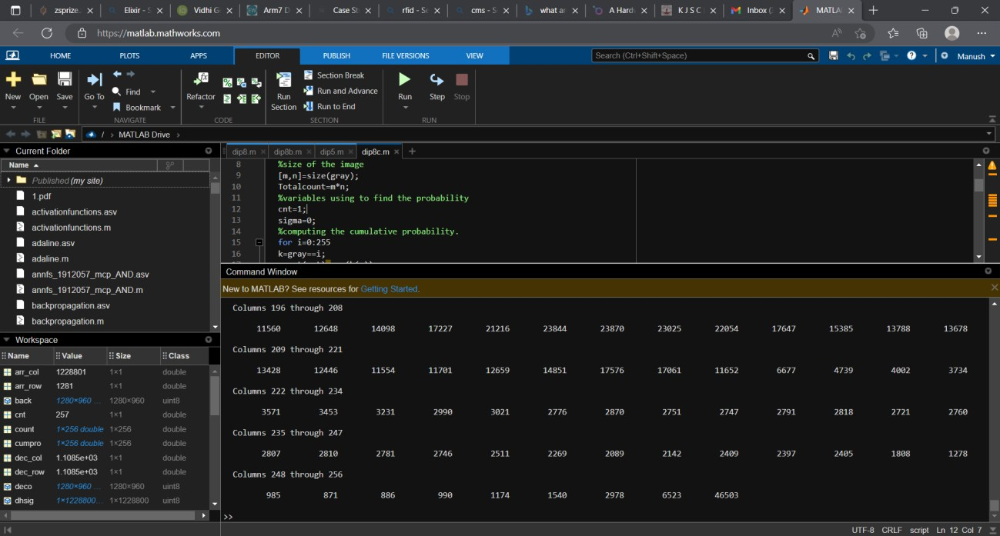 zsprize. Elixir - S Vidhi G Arm7 D Case St rfid - Se cms - S what ar A Hardw K J S C Inbox ( MATLA
https://matlab.mathworks.com
HOME PLOTS APPS EDITOR PUBLISH FILE VERSIONS VIEW Search (Ctrl+Shift+Space) Manush
New Open Save Go To Find Bookmark Refactor Run Section Section Break Run and Advance Run to End Run Step Stop
FILE NAVIGATE CODE SECTION RUN
/ > MATLAB Drive >
Current Folder
Name
Published (my site)
1.pdf
activationfunctions.asv
activationfunctions.m
adaline.asv
adaline.m
annfs_1912057_mcp_AND.asv
annfs_1912057_mcp_AND.m
backpropagation.asv
backpropagation.m
Workspace
Name Value Size Class
arr_col 1228801 1×1 double
arr_row 1281 1×1 double
back 1280×960 ... 1280×960 uint8
cnt 257 1×1 double
count 1×256 double 1×256 double
cumpro 1×256 double 1×256 double
dec_col 1.1085e+03 1×1 double
dec_row 1.1085e+03 1×1 double
deco 1280×960 ... 1280×960 uint8
dhsig 1×1228800... 1×1228800 uint8
dip8.m dip8b.m dip5.m dip8c.m
8 %size of the image
9 [m,n]=size(gray);
10 Totalcount=m*n;
11 %variables using to find the probability
12 cnt=1;
13 sigma=0;
14 %computing the cumulative probability.
15 for i=0:255
16 k=gray==i;
Command Window
New to MATLAB? See resources for Getting Started.
Columns 196 through 208
11560 12648 14098 17227 21216 23844 23870 23025 22054 17647 15385 13788 13678
Columns 209 through 221
13428 12446 11554 11701 12659 14851 17576 17061 11652 6677 4739 4002 3734
Columns 222 through 234
3571 3453 3231 2990 3021 2776 2870 2751 2747 2791 2818 2721 2760
Columns 235 through 247
2807 2810 2781 2746 2511 2269 2089 2142 2409 2397 2405 1808 1278
Columns 248 through 256
985 871 886 990 1174 1540 2978 6523 46503
>>
UTF-8 CRLF script Ln 12 Col 7